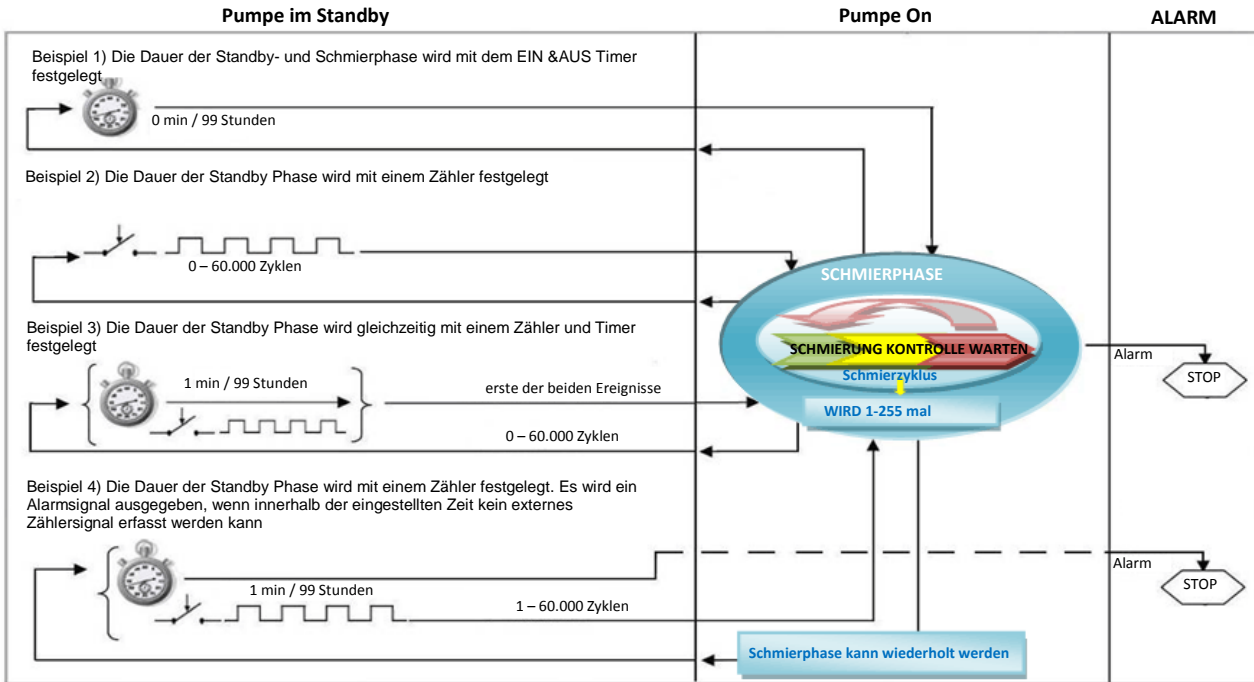 Pumpe im Standby
Pumpe On
ALARM
Beispiel 1) Die Dauer der Standby- und Schmierphase wird mit dem EIN &AUS Timer
festgelegt
0 min / 99 Stunden
Beispiel 2) Die Dauer der Standby Phase wird mit einem Zähler festgelegt
0 – 60.000 Zyklen
Beispiel 3) Die Dauer der Standby Phase wird gleichzeitig mit einem Zähler und Timer
festgelegt
1 min / 99 Stunden
erste der beiden Ereignisse
0 – 60.000 Zyklen
Beispiel 4) Die Dauer der Standby Phase wird mit einem Zähler festgelegt. Es wird ein
Alarmsignal ausgegeben, wenn innerhalb der eingestellten Zeit kein externes
Zählersignal erfasst werden kann
1 min / 99 Stunden
1 – 60.000 Zyklen
SCHMIERPHASE
SCHMIERUNG KONTROLLE WARTEN
Schmierzyklus
WIRD 1-255 mal
Schmierphase kann wiederholt werden
Alarm
STOP
Alarm
STOP